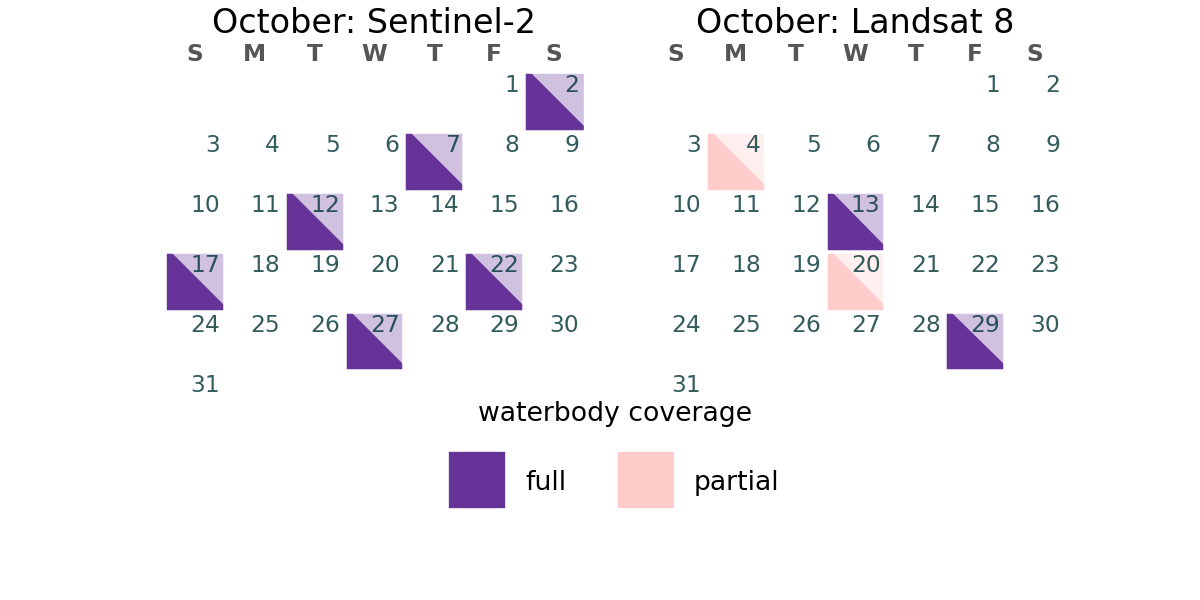 October: Sentinel-2
S M T W T F S
1 2
3 4 5 6 7 8 9
10 11 12 13 14 15 16
17 18 19 20 21 22 23
24 25 26 27 28 29 30
31
October: Landsat 8
S M T W T F S
1 2
3 4 5 6 7 8 9
10 11 12 13 14 15 16
17 18 19 20 21 22 23
24 25 26 27 28 29 30
31
waterbody coverage
full partial